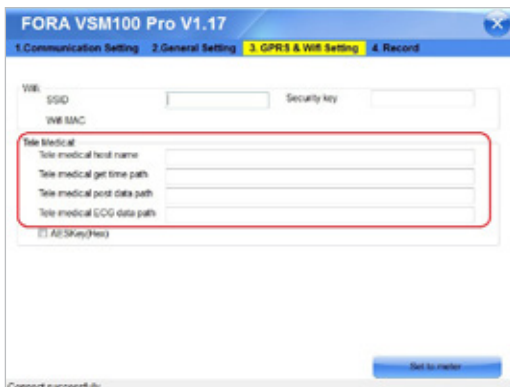 FORA VSM100 Pro V1.17
1.Communication Setting 2.General Setting 3. GPRS & Wifi Setting 4. Record
Wifi
SSID Security key
Wifi MAC
Tele Medical
Tele medical host name
Tele medical get time path
Tele medical post data path
Tele medical ECG data path
AESKey(Hex)
Set to meter
Connect successfully